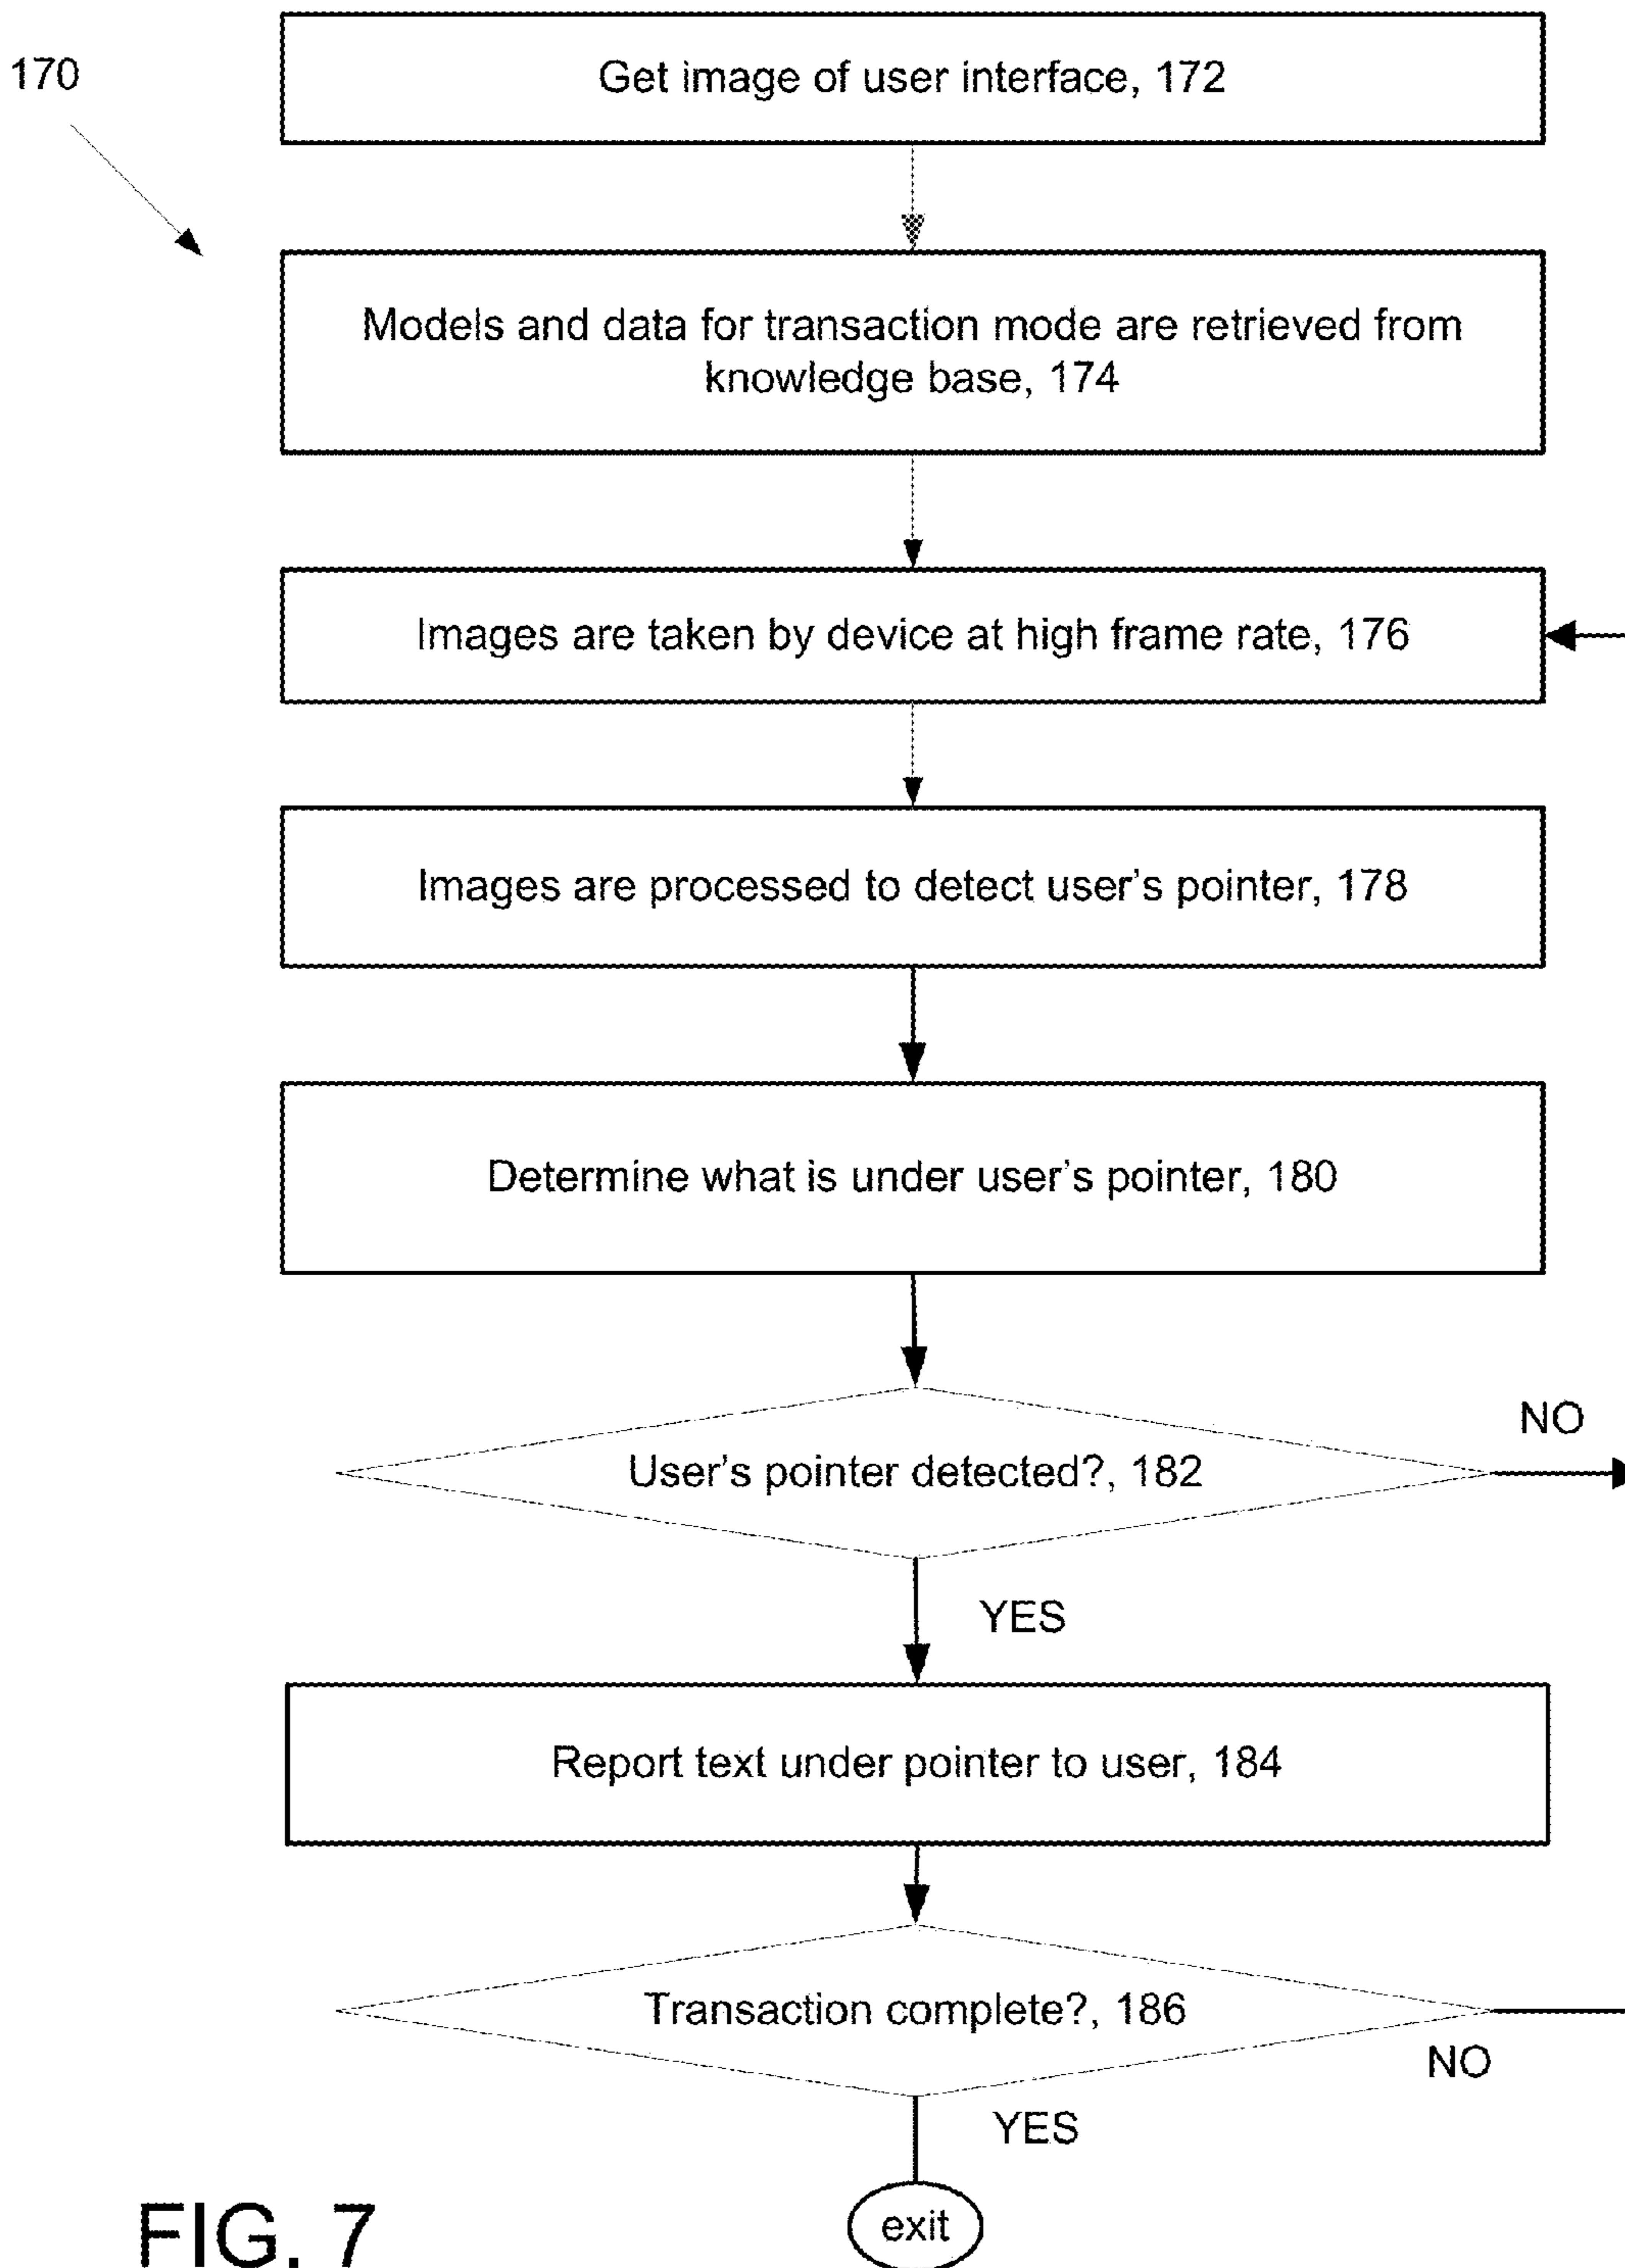 170
Get image of user interface, 172
Models and data for transaction mode are retrieved from
knowledge base, 174
Images are taken by device at high frame rate, 176
Images are processed to detect user's pointer, 178
Determine what is under user's pointer, 180
User's pointer detected?, 182
NO
YES
Report text under pointer to user, 184
Transaction complete?, 186
NO
YES
exit
FIG. 7